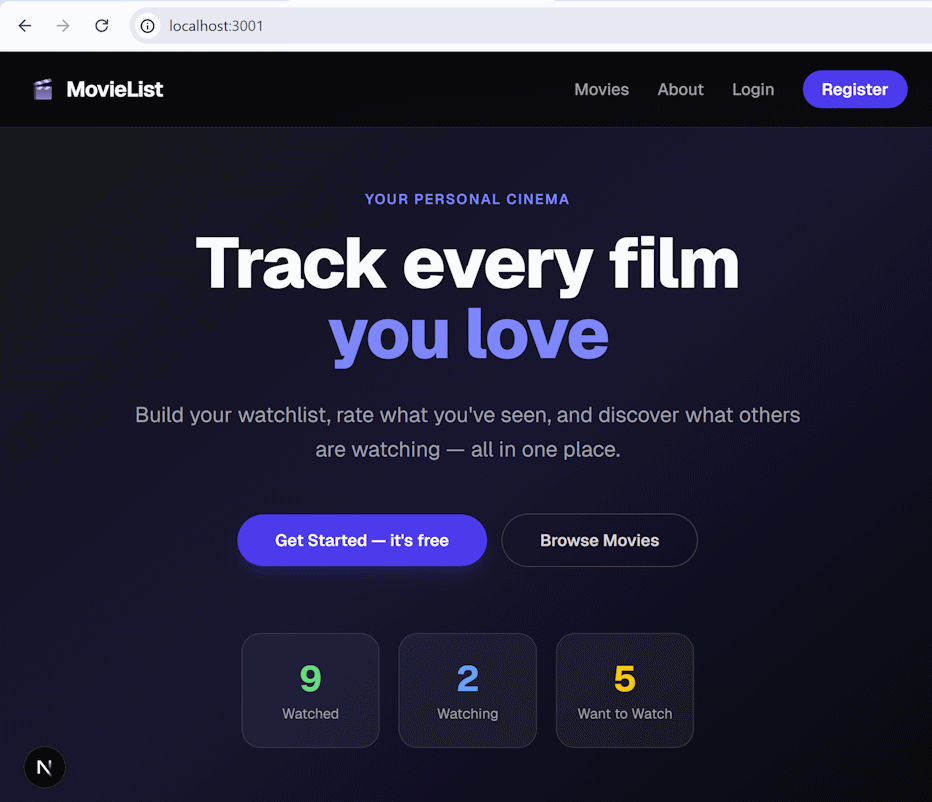 localhost:3001
MovieList
Movies About Login Register
YOUR PERSONAL CINEMA
Track every film
you love
Build your watchlist, rate what you've seen, and discover what others
are watching — all in one place.
Get Started — it's free Browse Movies
9 2 5
Watched Watching Want to Watch
N